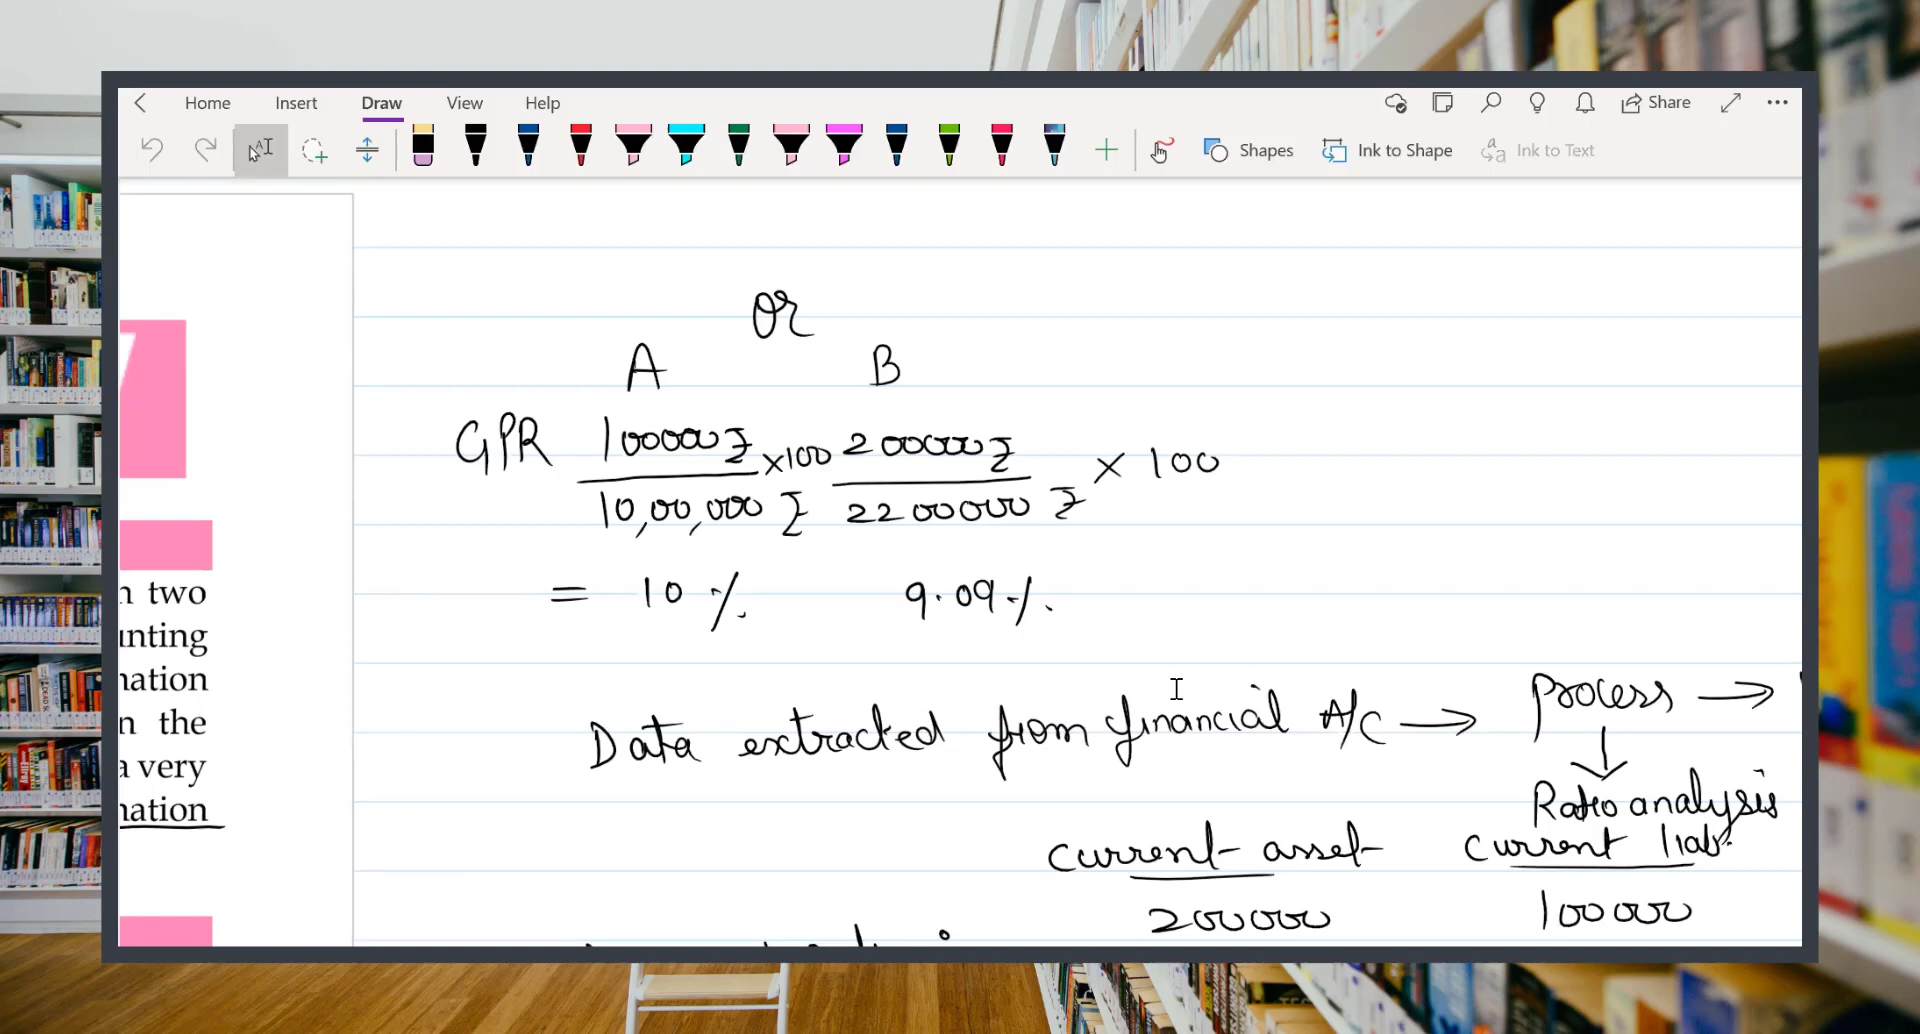 Home Insert Draw View Help Share
Shapes Ink to Shape Ink to Text
n two
unting
nation
n the
a very
nation
or
A B
GPR 100000 ₹ ×100 200000 ₹ × 100
10,00,000 ₹ 2200000 ₹
= 10 % 9.09 %
Data extracted from financial A/C → Process →
Ratio analysis
Current asset Current liab.
200000 100000